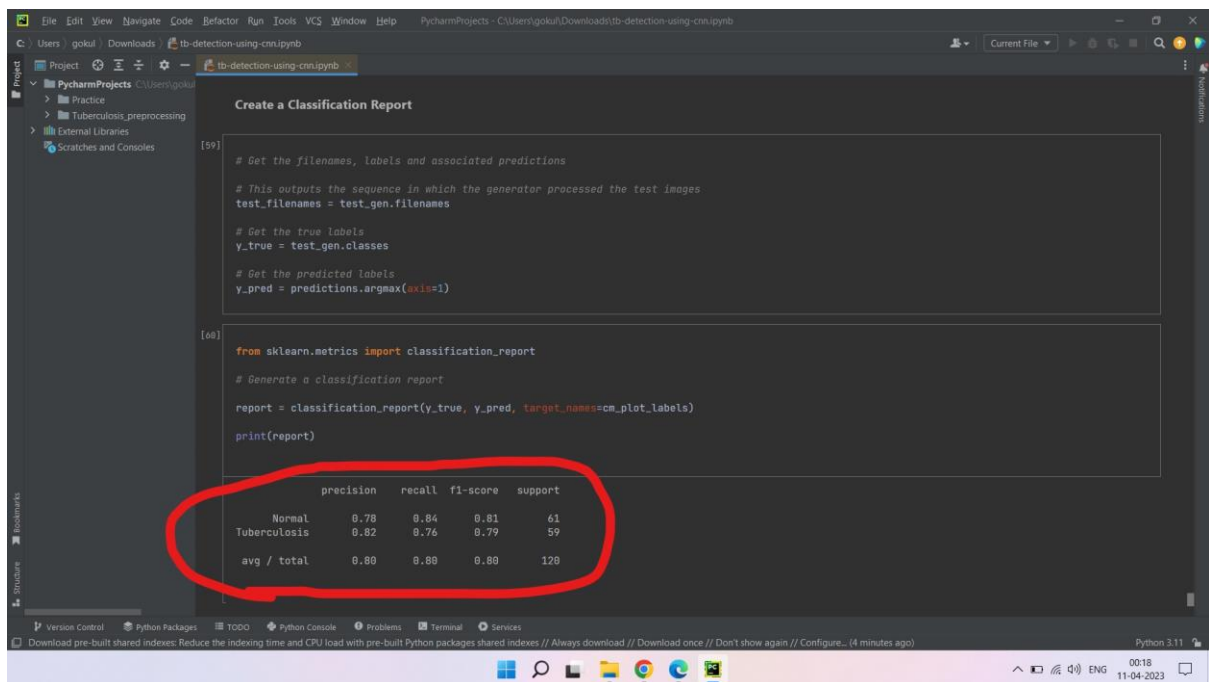 File Edit View Navigate Code Refactor Run Tools VCS Window Help PycharmProjects - C:\Users\gokul\Downloads\tb-detection-using-cnn.ipynb
C: Users gokul Downloads tb-detection-using-cnn.ipynb Current File
Project tb-detection-using-cnn.ipynb
Project
Notifications
PycharmProjects C:\Users\gokul
Practice
Tuberculosis_preprocessing
External Libraries
Scratches and Consoles
Create a Classification Report
[59]
# Get the filenames, labels and associated predictions
# This outputs the sequence in which the generator processed the test images
test_filenames = test_gen.filenames
# Get the true labels
y_true = test_gen.classes
# Get the predicted labels
y_pred = predictions.argmax(axis=1)
[60]
from sklearn.metrics import classification_report
# Generate a classification report
report = classification_report(y_true, y_pred, target_names=cm_plot_labels)
print(report)
precision recall f1-score support
Normal 0.78 0.84 0.81 61
Tuberculosis 0.82 0.76 0.79 59
avg / total 0.80 0.80 0.80 120
Bookmarks
Structure
Version Control Python Packages TODO Python Console Problems Terminal Services
Download pre-built shared indexes: Reduce the indexing time and CPU load with pre-built Python packages shared indexes // Always download // Download once // Don't show again // Configure... (4 minutes ago) Python 3.11
ENG 00:18
11-04-2023